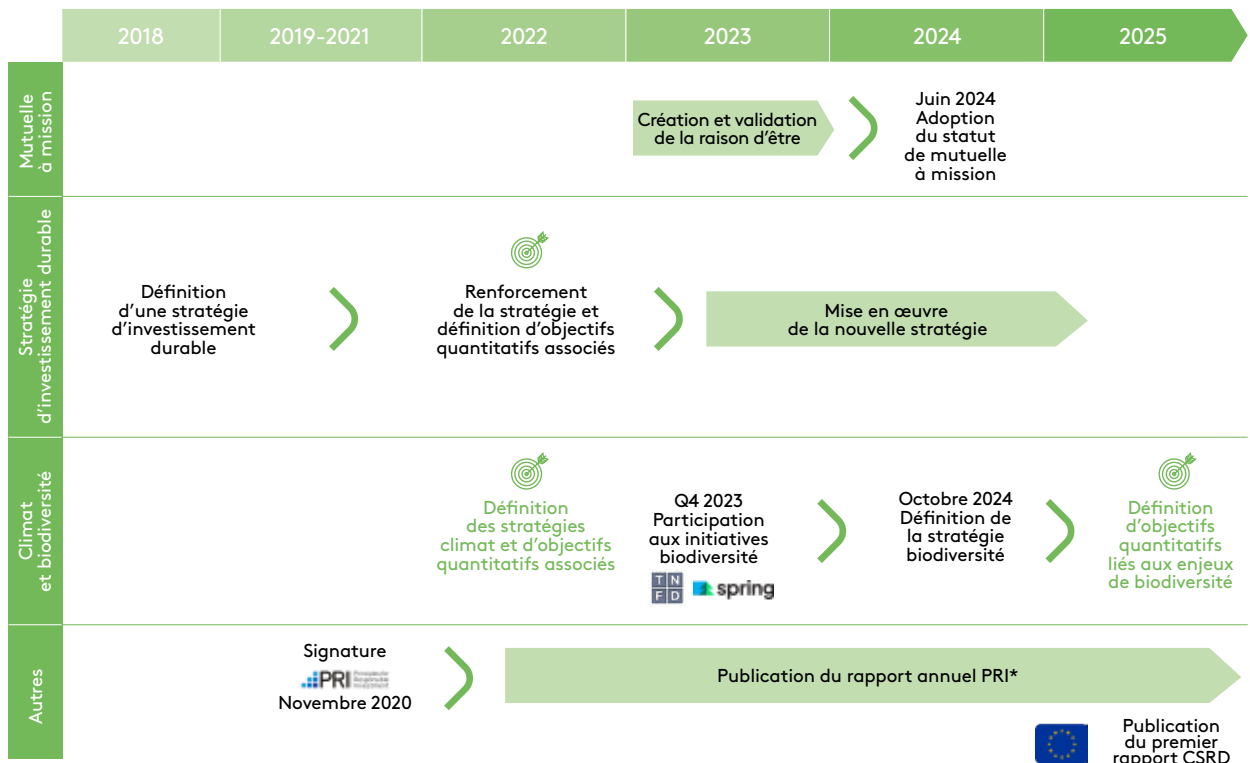 2018
2019-2021
2022
2023
2024
2025
Mutuelle
à mission
Création et validation
de la raison d'être
Juin 2024
Adoption
du statut
de mutuelle
à mission
Stratégie
d'investissement durable
Définition
d'une stratégie
d'investissement
durable
Renforcement
de la stratégie et
définition d'objectifs
quantitatifs associés
Mise en œuvre
de la nouvelle stratégie
Climat
et biodiversité
Définition
des stratégies
climat et d'objectifs
quantitatifs associés
Q4 2023
Participation
aux initiatives
biodiversité
T N
F D
spring
Octobre 2024
Définition de
la stratégie
biodiversité
Définition
d'objectifs
quantitatifs
liés aux enjeux
de biodiversité
Autres
Signature
PRI Principles for
Responsible
Investment
Novembre 2020
Publication du rapport annuel PRI*
Publication
du premier
rapport CSRD